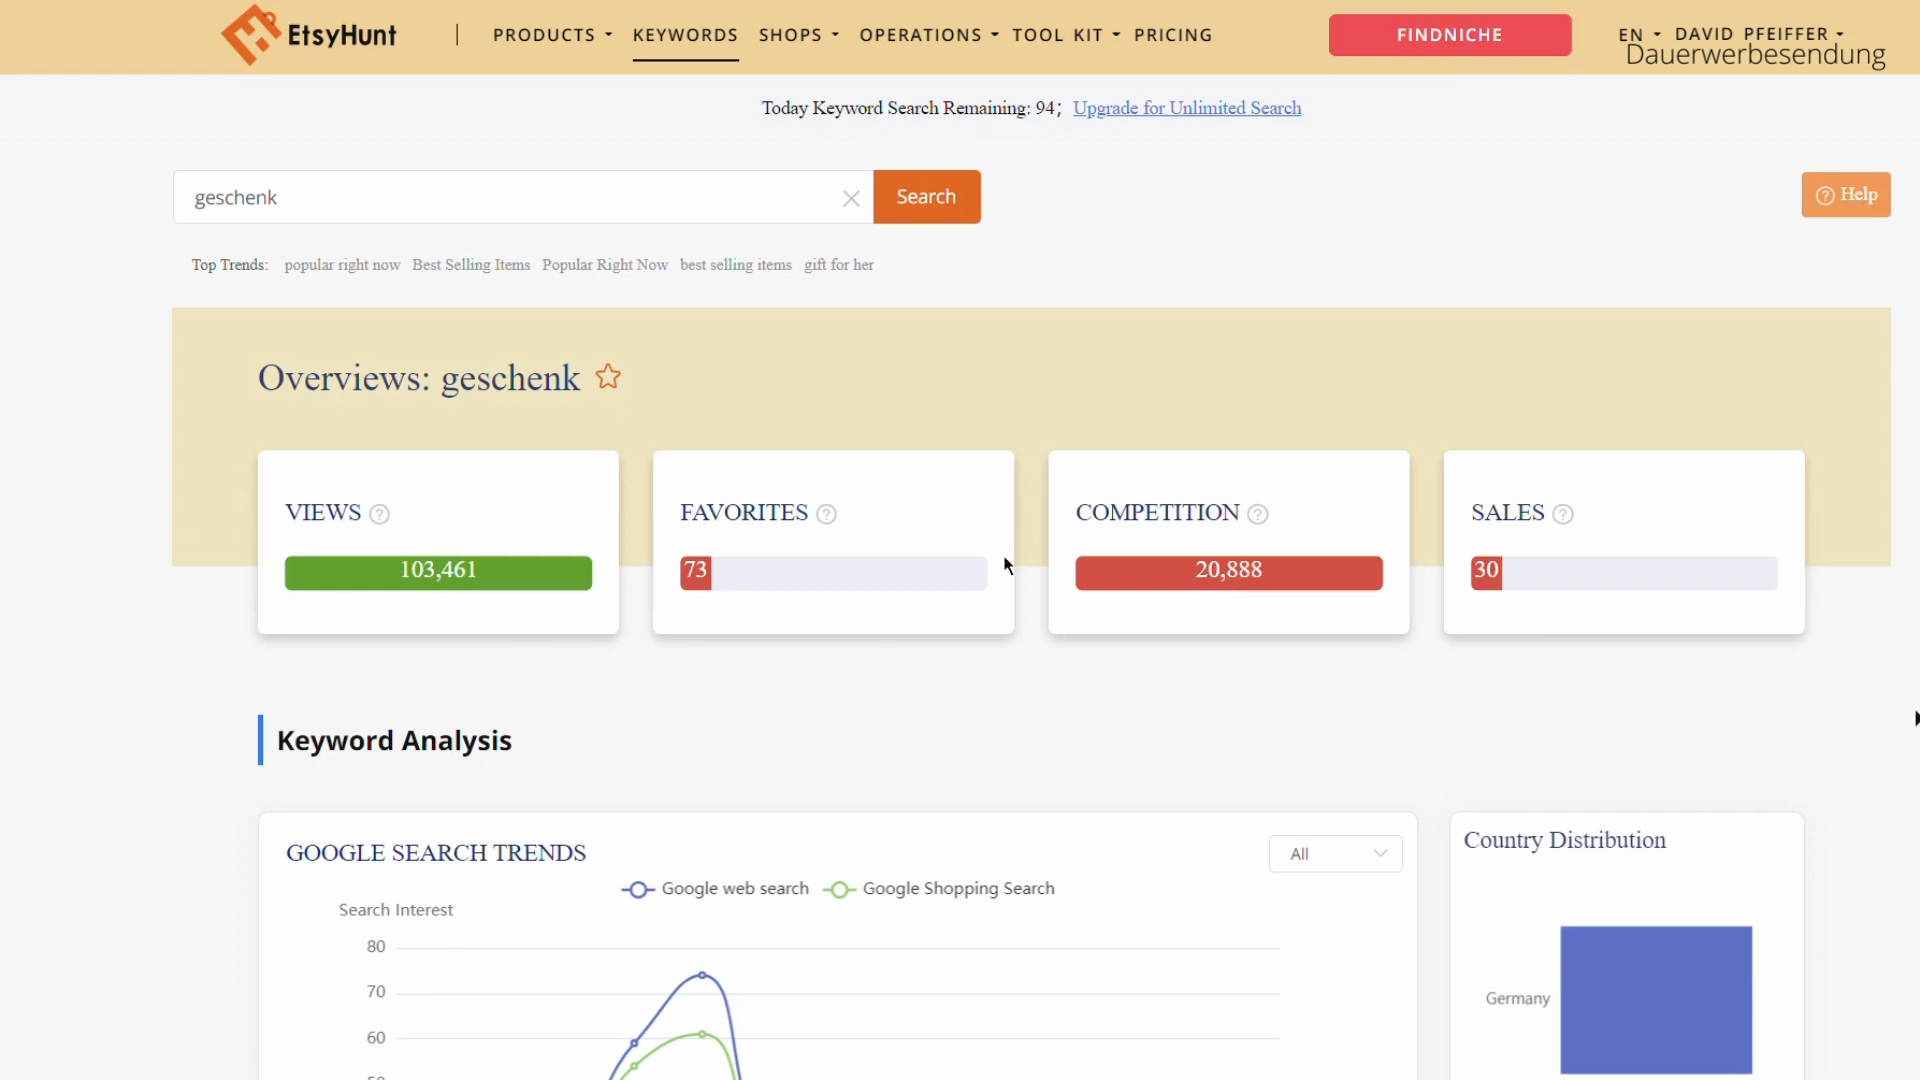 EtsyHunt
PRODUCTS KEYWORDS SHOPS OPERATIONS TOOL KIT PRICING
FINDNICHE
EN DAVID PFEIFFER
Dauerwerbesendung
Today Keyword Search Remaining: 94; Upgrade for Unlimited Search
geschenk
Search
? Help
Top Trends: popular right now Best Selling Items Popular Right Now best selling items gift for her
Overviews: geschenk
VIEWS ?
103,461
FAVORITES ?
73
COMPETITION ?
20,888
SALES ?
30
Keyword Analysis
GOOGLE SEARCH TRENDS
All
Google web search Google Shopping Search
Search Interest
80
70
60
Country Distribution
Germany